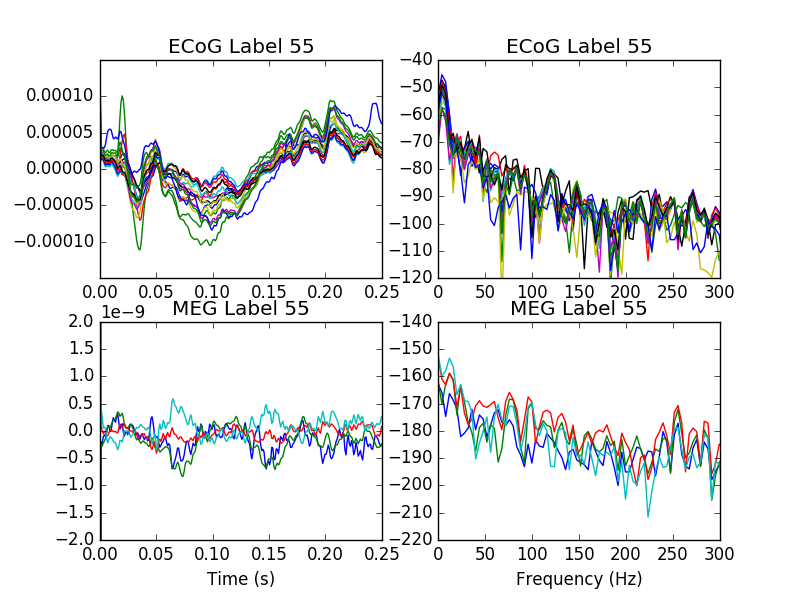 ECoG Label 55
0.00010
0.00005
0.00000
−0.00005
−0.00010
0.00 0.05 0.10 0.15 0.20 0.25
ECoG Label 55
−40
−50
−60
−70
−80
−90
−100
−110
−120
0 50 100 150 200 250 300
MEG Label 55
1e−9
2.0
1.5
1.0
0.5
0.0
−0.5
−1.0
−1.5
−2.0
0.00 0.05 0.10 0.15 0.20 0.25
Time (s)
MEG Label 55
−140
−150
−160
−170
−180
−190
−200
−210
−220
0 50 100 150 200 250 300
Frequency (Hz)